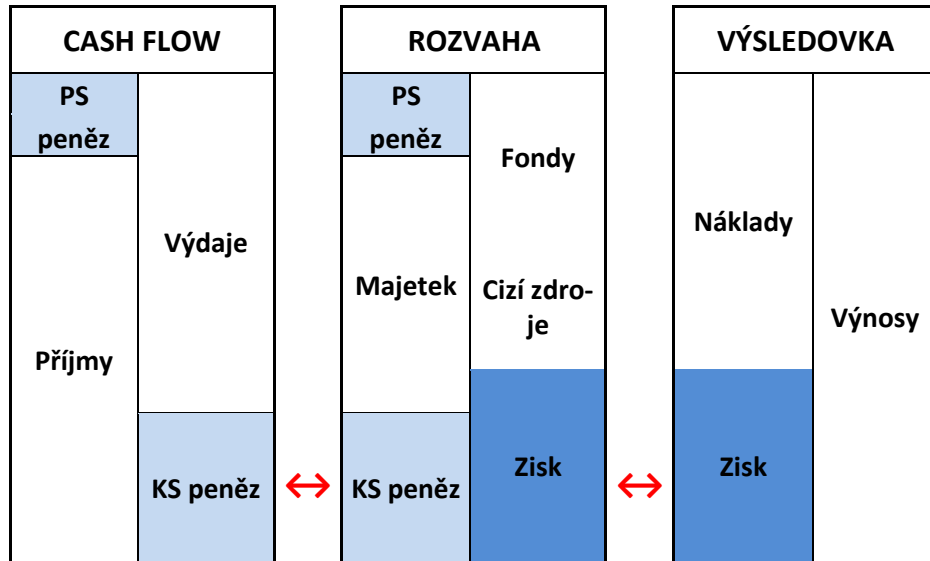 CASH FLOW
PS
peněz
Příjmy
Výdaje
KS peněz
ROZVAHA
PS
peněz
Majetek
KS peněz
Fondy
Cizí zdro-
je
Zisk
VÝSLEDOVKA
Náklady
Zisk
Výnosy